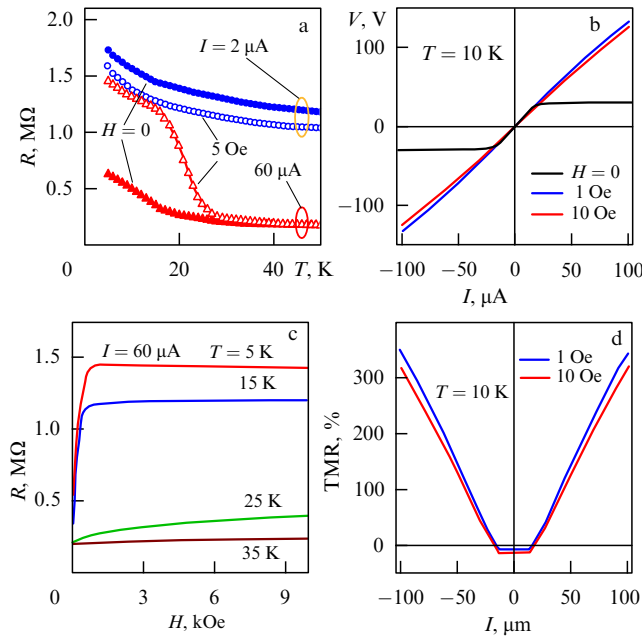 a
I = 2 μA
H = 0
5 Oe
60 μA
R, MΩ
1.5
1.0
0.5
0
20
40
T, K
V, V
b
T = 10 K
100
0
−100
H = 0
1 Oe
10 Oe
−100
−50
0
50
100
I, μA
c
I = 60 μA
T = 5 K
15 K
25 K
35 K
R, MΩ
1.5
1.0
0.5
0
3
6
9
H, kOe
d
1 Oe
10 Oe
T = 10 K
TMR, %
300
200
100
0
−100
−50
0
50
100
I, μm